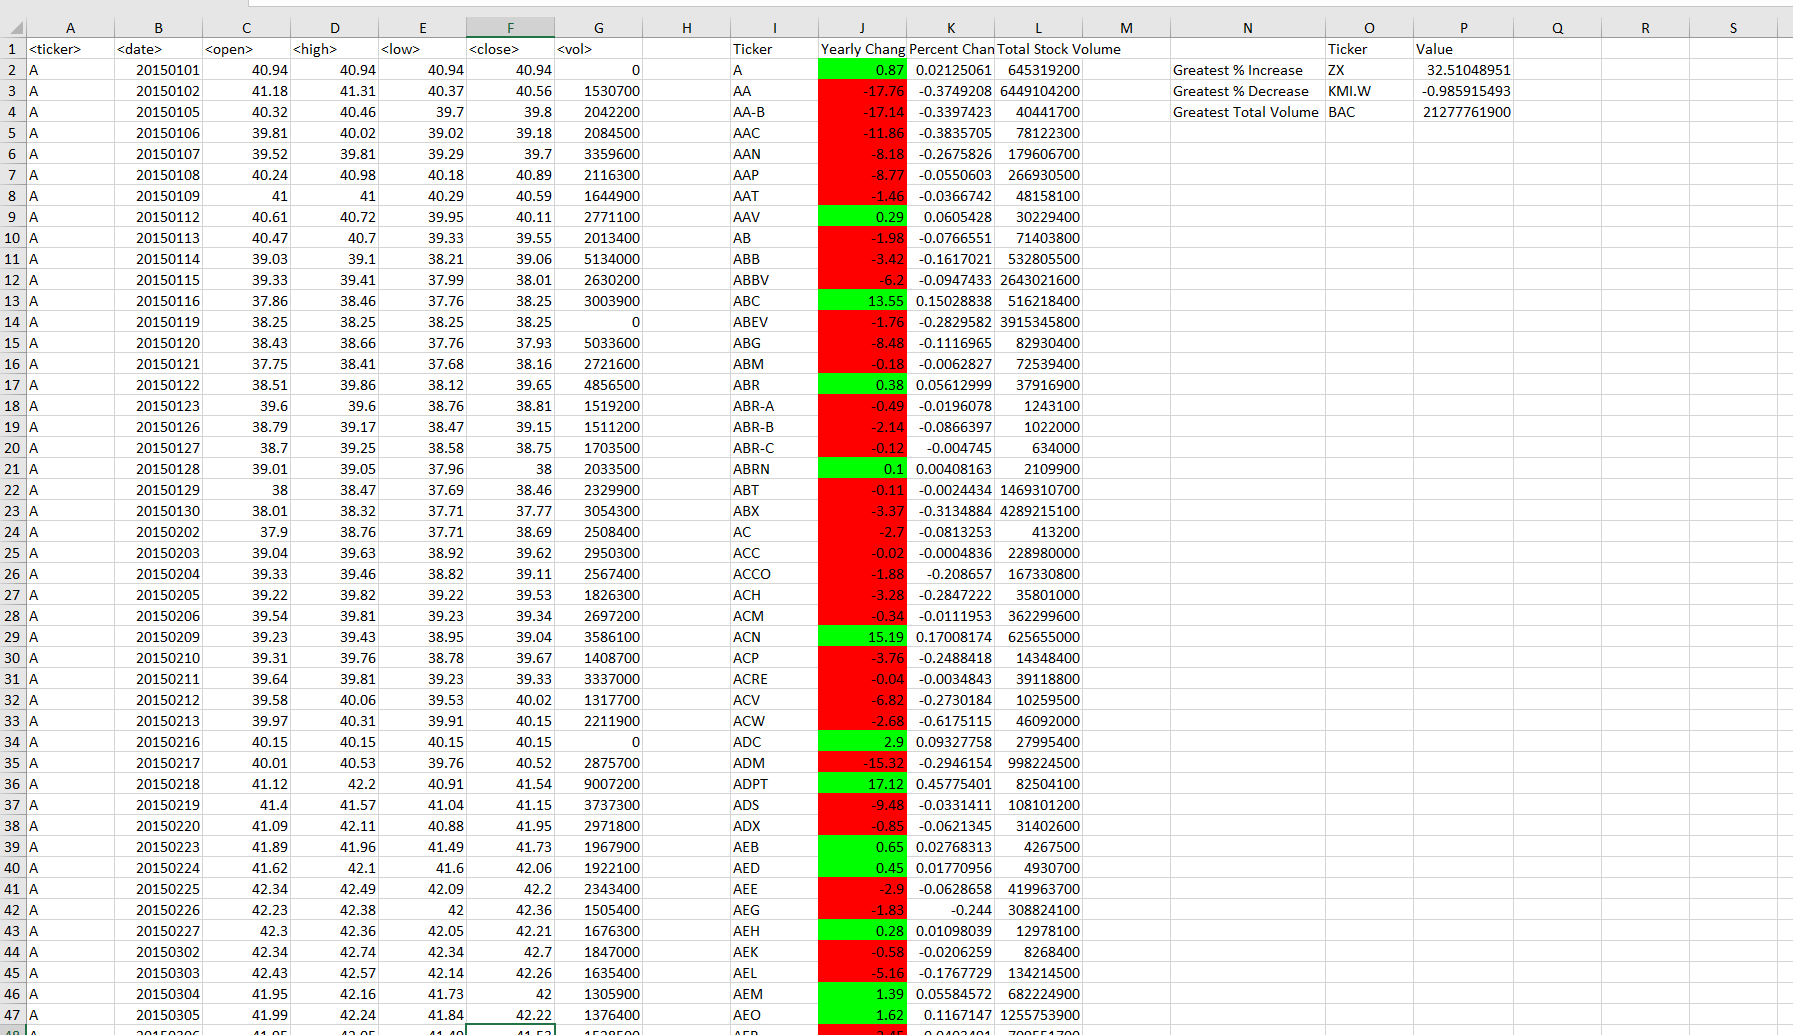 A B C D E F G H I J K L M N O P Q R S
1 <ticker> <date> <open> <high> <low> <close> <vol> Ticker Yearly Chang Percent Chan Total Stock Volume Ticker Value
2 A 20150101 40.94 40.94 40.94 40.94 0 A 0.87 0.02125061 645319200 Greatest % Increase ZX 32.51048951
3 A 20150102 41.18 41.31 40.37 40.56 1530700 AA -17.76 -0.3749208 6449104200 Greatest % Decrease KMI.W -0.985915493
4 A 20150105 40.32 40.46 39.7 39.8 2042200 AA-B -17.14 -0.3397423 40441700 Greatest Total Volume BAC 21277761900
5 A 20150106 39.81 40.02 39.02 39.18 2084500 AAC -11.86 -0.3835705 78122300
6 A 20150107 39.52 39.81 39.29 39.7 3359600 AAN -8.18 -0.2675826 179606700
7 A 20150108 40.24 40.98 40.18 40.89 2116300 AAP -8.77 -0.0550603 266930500
8 A 20150109 41 41 40.29 40.59 1644900 AAT -1.46 -0.0366742 48158100
9 A 20150112 40.61 40.72 39.95 40.11 2771100 AAV 0.29 0.0605428 30229400
10 A 20150113 40.47 40.7 39.33 39.55 2013400 AB -1.98 -0.0766551 71403800
11 A 20150114 39.03 39.1 38.21 39.06 5134000 ABB -3.42 -0.1617021 532805500
12 A 20150115 39.33 39.41 37.99 38.01 2630200 ABBV -6.2 -0.0947433 2643021600
13 A 20150116 37.86 38.46 37.76 38.25 3003900 ABC 13.55 0.15028838 516218400
14 A 20150119 38.25 38.25 38.25 38.25 0 ABEV -1.76 -0.2829582 3915345800
15 A 20150120 38.43 38.66 37.76 37.93 5033600 ABG -8.48 -0.1116965 82930400
16 A 20150121 37.75 38.41 37.68 38.16 2721600 ABM -0.18 -0.0062827 72539400
17 A 20150122 38.51 39.86 38.12 39.65 4856500 ABR 0.38 0.05612999 37916900
18 A 20150123 39.6 39.6 38.76 38.81 1519200 ABR-A -0.49 -0.0196078 1243100
19 A 20150126 38.79 39.17 38.47 39.15 1511200 ABR-B -2.14 -0.0866397 1022000
20 A 20150127 38.7 39.25 38.58 38.75 1703500 ABR-C -0.12 -0.004745 634000
21 A 20150128 39.01 39.05 37.96 38 2033500 ABRN 0.1 0.00408163 2109900
22 A 20150129 38 38.47 37.69 38.46 2329900 ABT -0.11 -0.0024434 1469310700
23 A 20150130 38.01 38.32 37.71 37.77 3054300 ABX -3.37 -0.3134884 4289215100
24 A 20150202 37.9 38.76 37.71 38.69 2508400 AC -2.7 -0.0813253 413200
25 A 20150203 39.04 39.63 38.92 39.62 2950300 ACC -0.02 -0.0004836 228980000
26 A 20150204 39.33 39.46 38.82 39.11 2567400 ACCO -1.88 -0.208657 167330800
27 A 20150205 39.22 39.82 39.22 39.53 1826300 ACH -3.28 -0.2847222 35801000
28 A 20150206 39.54 39.81 39.23 39.34 2697200 ACM -0.34 -0.0111953 362299600
29 A 20150209 39.23 39.43 38.95 39.04 3586100 ACN 15.19 0.17008174 625655000
30 A 20150210 39.31 39.76 38.78 39.67 1408700 ACP -3.76 -0.2488418 14348400
31 A 20150211 39.64 39.81 39.23 39.33 3337000 ACRE -0.04 -0.0034843 39118800
32 A 20150212 39.58 40.06 39.53 40.02 1317700 ACV -6.82 -0.2730184 10259500
33 A 20150213 39.97 40.31 39.91 40.15 2211900 ACW -2.68 -0.6175115 46092000
34 A 20150216 40.15 40.15 40.15 40.15 0 ADC 2.9 0.09327758 27995400
35 A 20150217 40.01 40.53 39.76 40.52 2875700 ADM -15.32 -0.2946154 998224500
36 A 20150218 41.12 42.2 40.91 41.54 9007200 ADPT 17.12 0.45775401 82504100
37 A 20150219 41.4 41.57 41.04 41.15 3737300 ADS -9.48 -0.0331411 108101200
38 A 20150220 41.09 42.11 40.88 41.95 2971800 ADX -0.85 -0.0621345 31402600
39 A 20150223 41.89 41.96 41.49 41.73 1967900 AEB 0.65 0.02768313 4267500
40 A 20150224 41.62 42.1 41.6 42.06 1922100 AED 0.45 0.01770956 4930700
41 A 20150225 42.34 42.49 42.09 42.2 2343400 AEE -2.9 -0.0628658 419963700
42 A 20150226 42.23 42.38 42 42.36 1505400 AEG -1.83 -0.244 308824100
43 A 20150227 42.3 42.36 42.05 42.21 1676300 AEH 0.28 0.01098039 12978100
44 A 20150302 42.34 42.74 42.34 42.7 1847000 AEK -0.58 -0.0206259 8268400
45 A 20150303 42.43 42.57 42.14 42.26 1635400 AEL -5.16 -0.1767729 134214500
46 A 20150304 41.95 42.16 41.73 42 1305900 AEM 1.39 0.05584572 682224900
47 A 20150305 41.99 42.24 41.84 42.22 1376400 AEO 1.62 0.1167147 1255753900